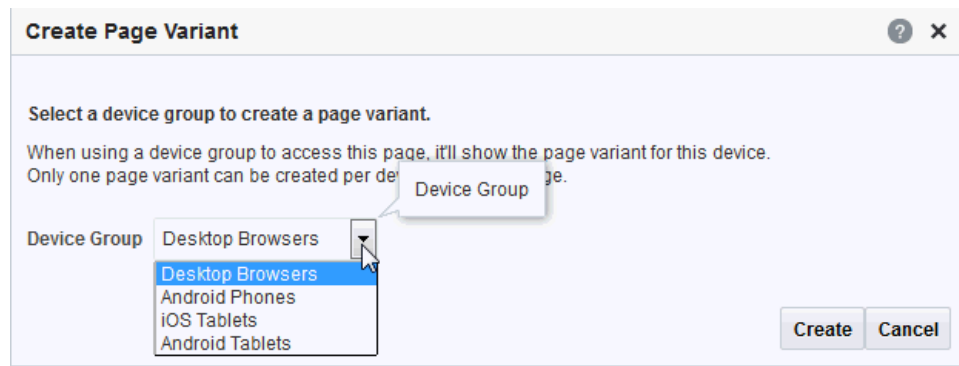 Create Page Variant
Select a device group to create a page variant.
When using a device group to access this page, it'll show the page variant for this device.
Only one page variant can be created per de ge.
Device Group
Device Group Desktop Browsers
Desktop Browsers
Android Phones
iOS Tablets
Android Tablets
Create Cancel